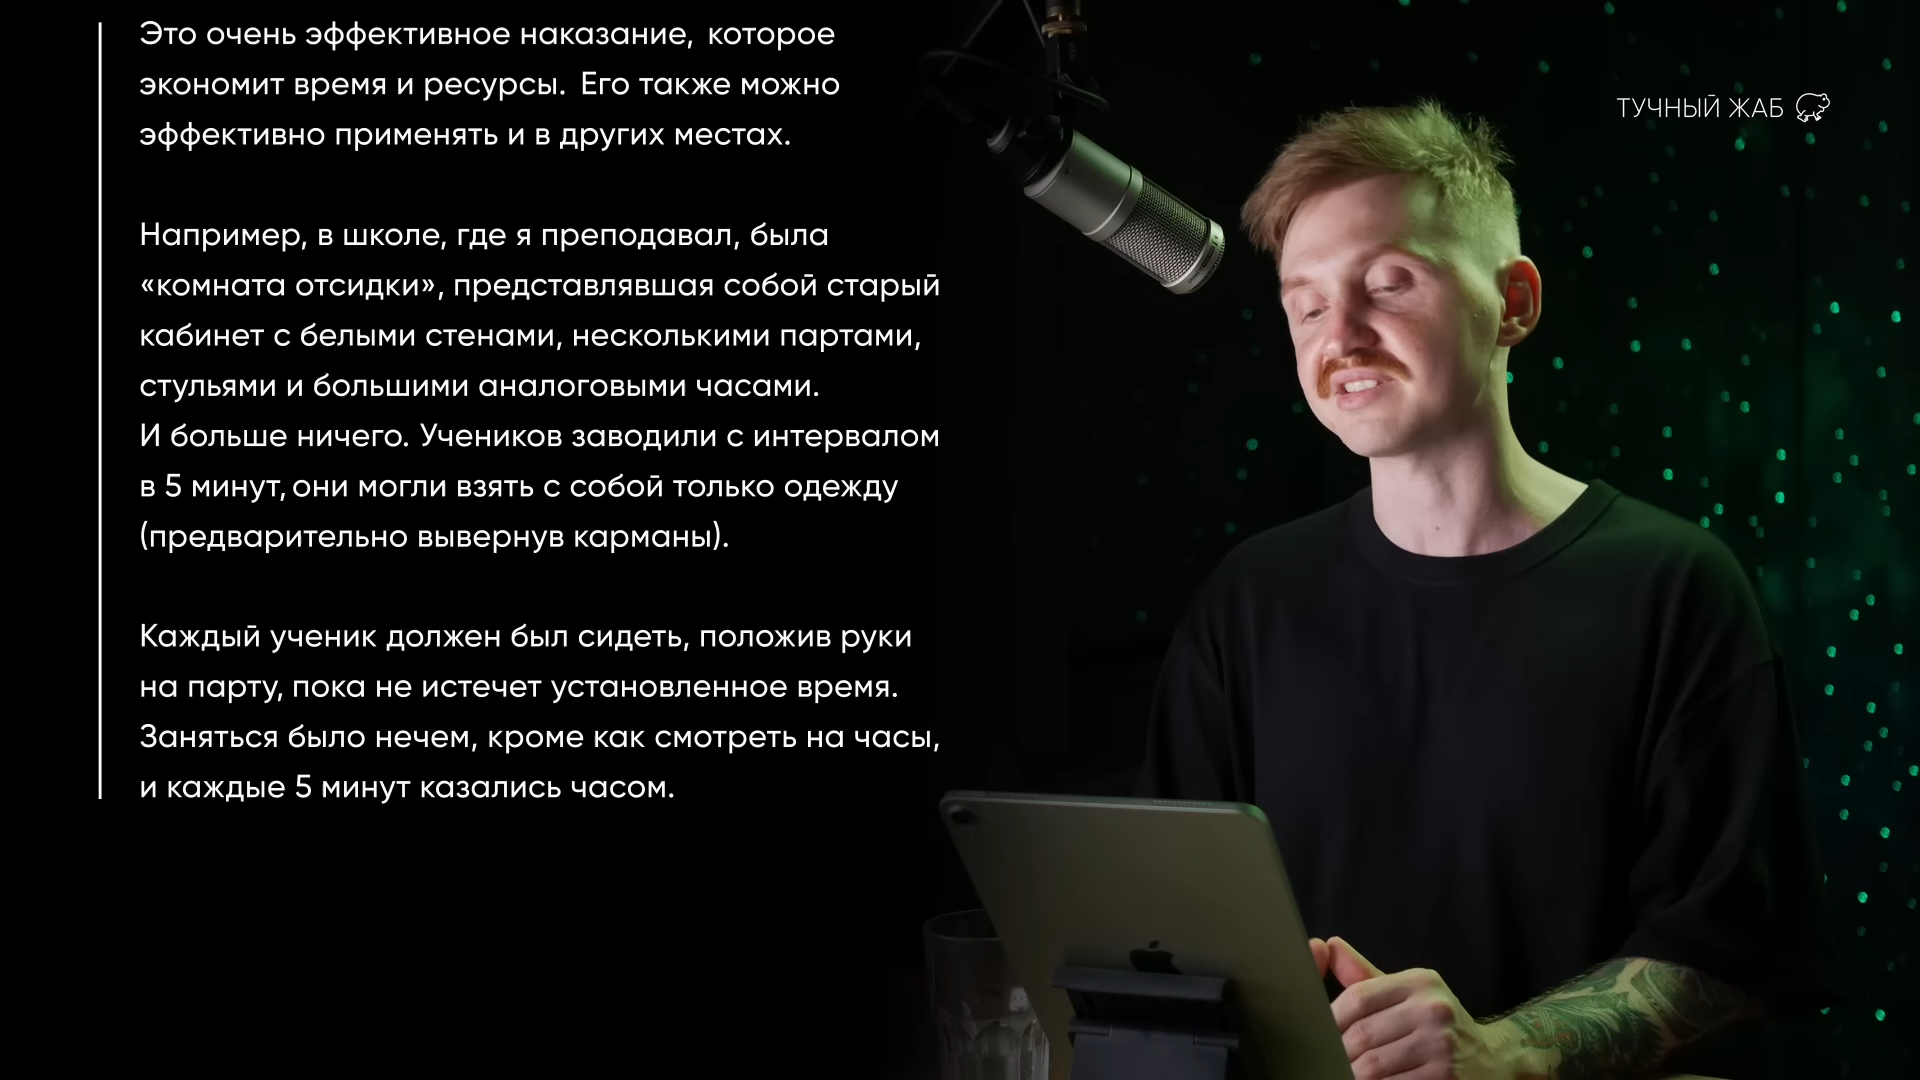 Это очень эффективное наказание, которое
экономит время и ресурсы. Его также можно
эффективно применять и в других местах.
Например, в школе, где я преподавал, была
«комната отсидки», представлявшая собой старый
кабинет с белыми стенами, несколькими партами,
стульями и большими аналоговыми часами.
И больше ничего. Учеников заводили с интервалом
в 5 минут, они могли взять с собой только одежду
(предварительно вывернув карманы).
Каждый ученик должен был сидеть, положив руки
на парту, пока не истечет установленное время.
Заняться было нечем, кроме как смотреть на часы,
и каждые 5 минут казались часом.
ТУЧНЫЙ ЖАБ